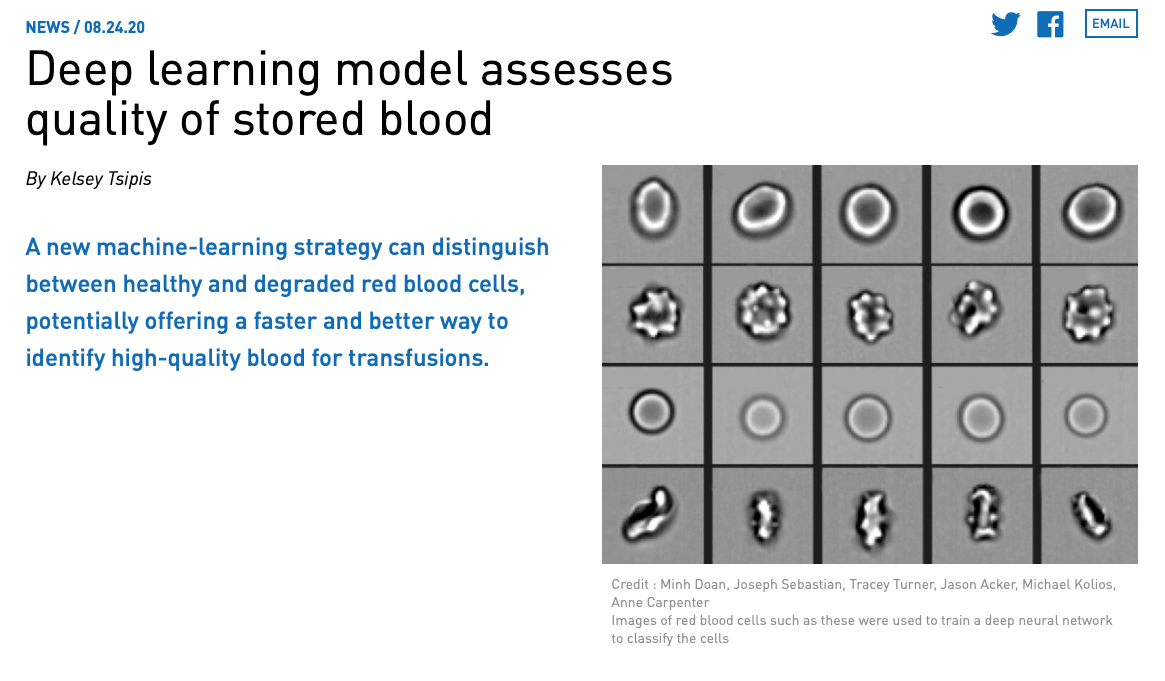 NEWS / 08.24.20
EMAIL
Deep learning model assesses
quality of stored blood
By Kelsey Tsipis
A new machine-learning strategy can distinguish
between healthy and degraded red blood cells,
potentially offering a faster and better way to
identify high-quality blood for transfusions.
Credit : Minh Doan, Joseph Sebastian, Tracey Turner, Jason Acker, Michael Kolios,
Anne Carpenter
Images of red blood cells such as these were used to train a deep neural network
to classify the cells